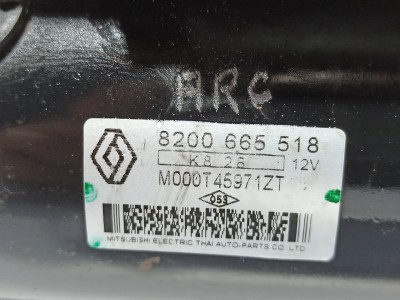 ARC
8200 665 518
K8 26 12V
M000T45971ZT
053
MITSUBISHI ELECTRIC THAI AUTO-PARTS CO. LTD